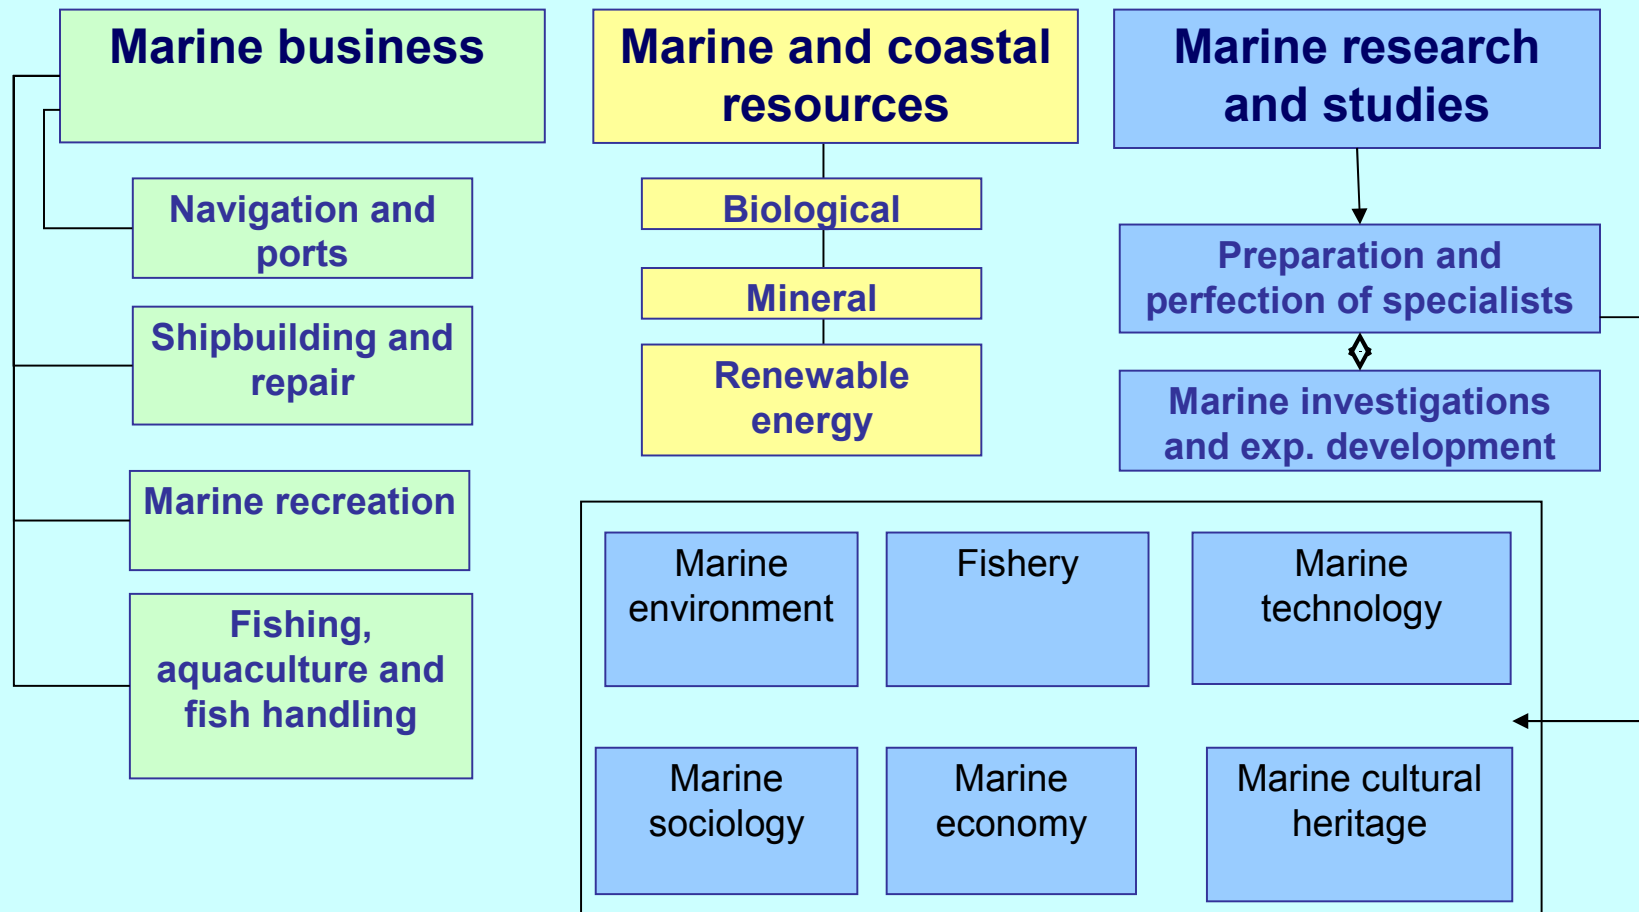 Marine business
Navigation and
ports
Shipbuilding and
repair
Marine recreation
Fishing,
aquaculture and
fish handling
Marine and coastal
resources
Biological
Mineral
Renewable
energy
Marine research
and studies
Preparation and
perfection of specialists
Marine investigations
and exp. development
Marine
environment
Fishery
Marine
technology
Marine
sociology
Marine
economy
Marine cultural
heritage